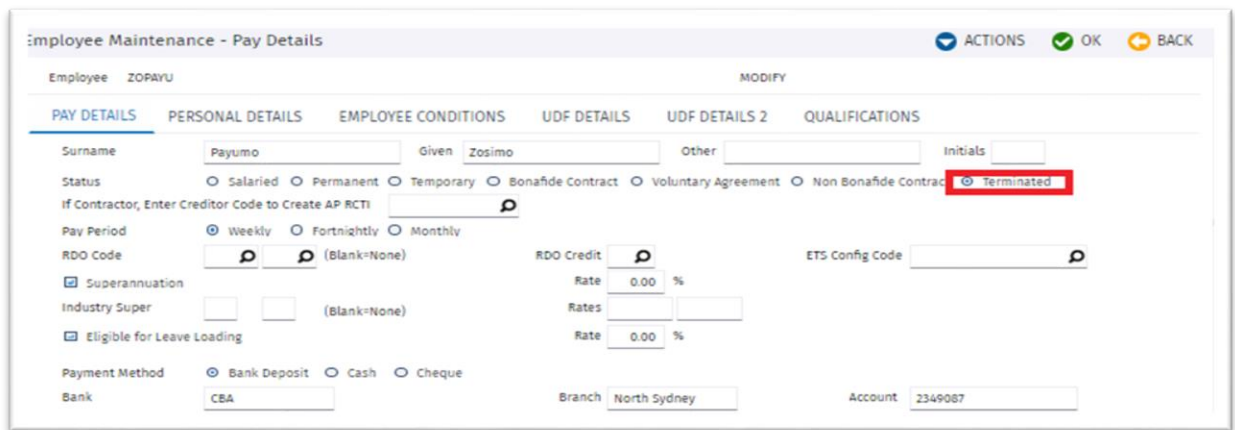 Employee Maintenance - Pay Details ACTIONS OK BACK
Employee ZOPAYU MODIFY
PAY DETAILS PERSONAL DETAILS EMPLOYEE CONDITIONS UDF DETAILS UDF DETAILS 2 QUALIFICATIONS
Surname Payumo Given Zosimo Other Initials
Status Salaried Permanent Temporary Bonafide Contract Voluntary Agreement Non Bonafide Contrac Terminated
If Contractor, Enter Creditor Code to Create AP RCTI
Pay Period Weekly Fortnightly Monthly
RDO Code (Blank=None) RDO Credit ETS Config Code
Superannuation Rate 0.00 %
Industry Super (Blank=None) Rates
Eligible for Leave Loading Rate 0.00 %
Payment Method Bank Deposit Cash Cheque
Bank CBA Branch North Sydney Account 2349087